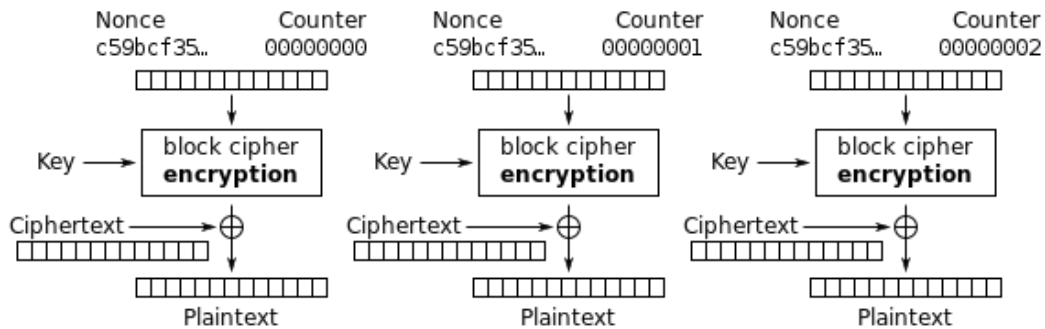 Nonce Counter Nonce Counter Nonce Counter
c59bcf35… 00000000 c59bcf35… 00000001 c59bcf35… 00000002
block cipher block cipher block cipher
Key encryption Key encryption Key encryption
Ciphertext Ciphertext Ciphertext
Plaintext Plaintext Plaintext